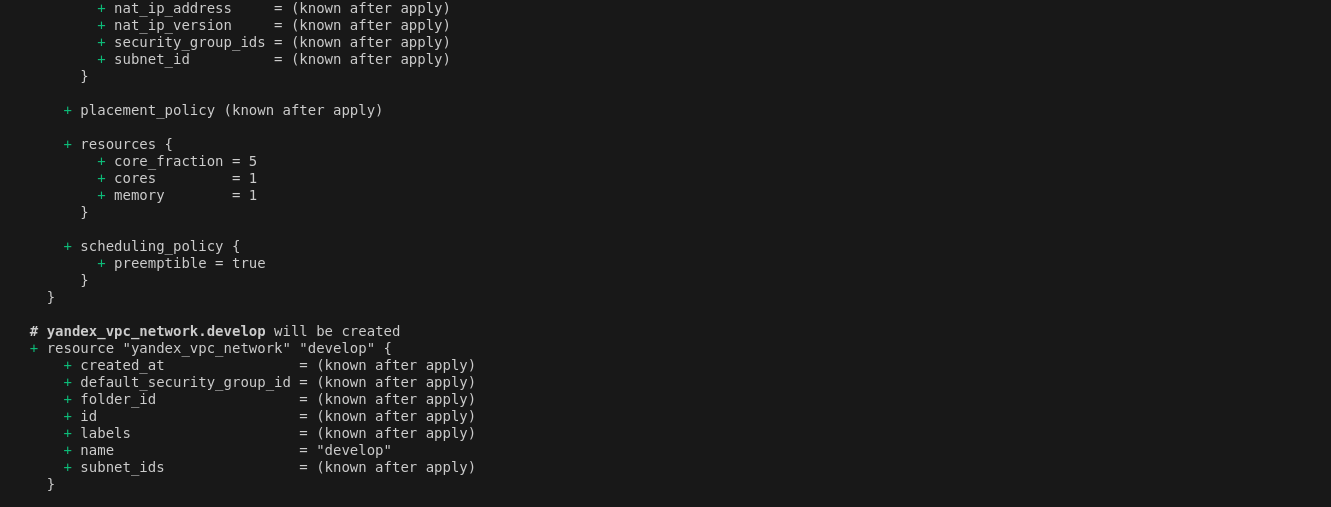 + nat_ip_address     = (known after apply)
+ nat_ip_version     = (known after apply)
+ security_group_ids = (known after apply)
+ subnet_id          = (known after apply)
}
+ placement_policy (known after apply)
+ resources {
+ core_fraction = 5
+ cores         = 1
+ memory        = 1
}
+ scheduling_policy {
+ preemptible = true
}
}
# yandex_vpc_network.develop will be created
+ resource "yandex_vpc_network" "develop" {
+ created_at                = (known after apply)
+ default_security_group_id = (known after apply)
+ folder_id                 = (known after apply)
+ id                        = (known after apply)
+ labels                    = (known after apply)
+ name                      = "develop"
+ subnet_ids                = (known after apply)
}